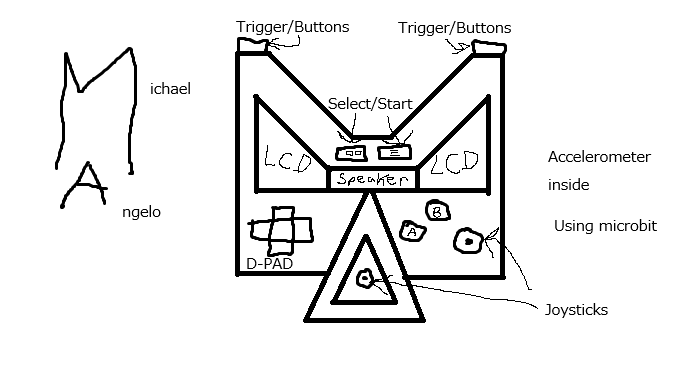 Trigger/Buttons
Trigger/Buttons
M ichael
Select/Start
LCD
LCD
Speaker
Accelerometer
inside
A ngelo
B
A
Using microbit
D-PAD
Joysticks